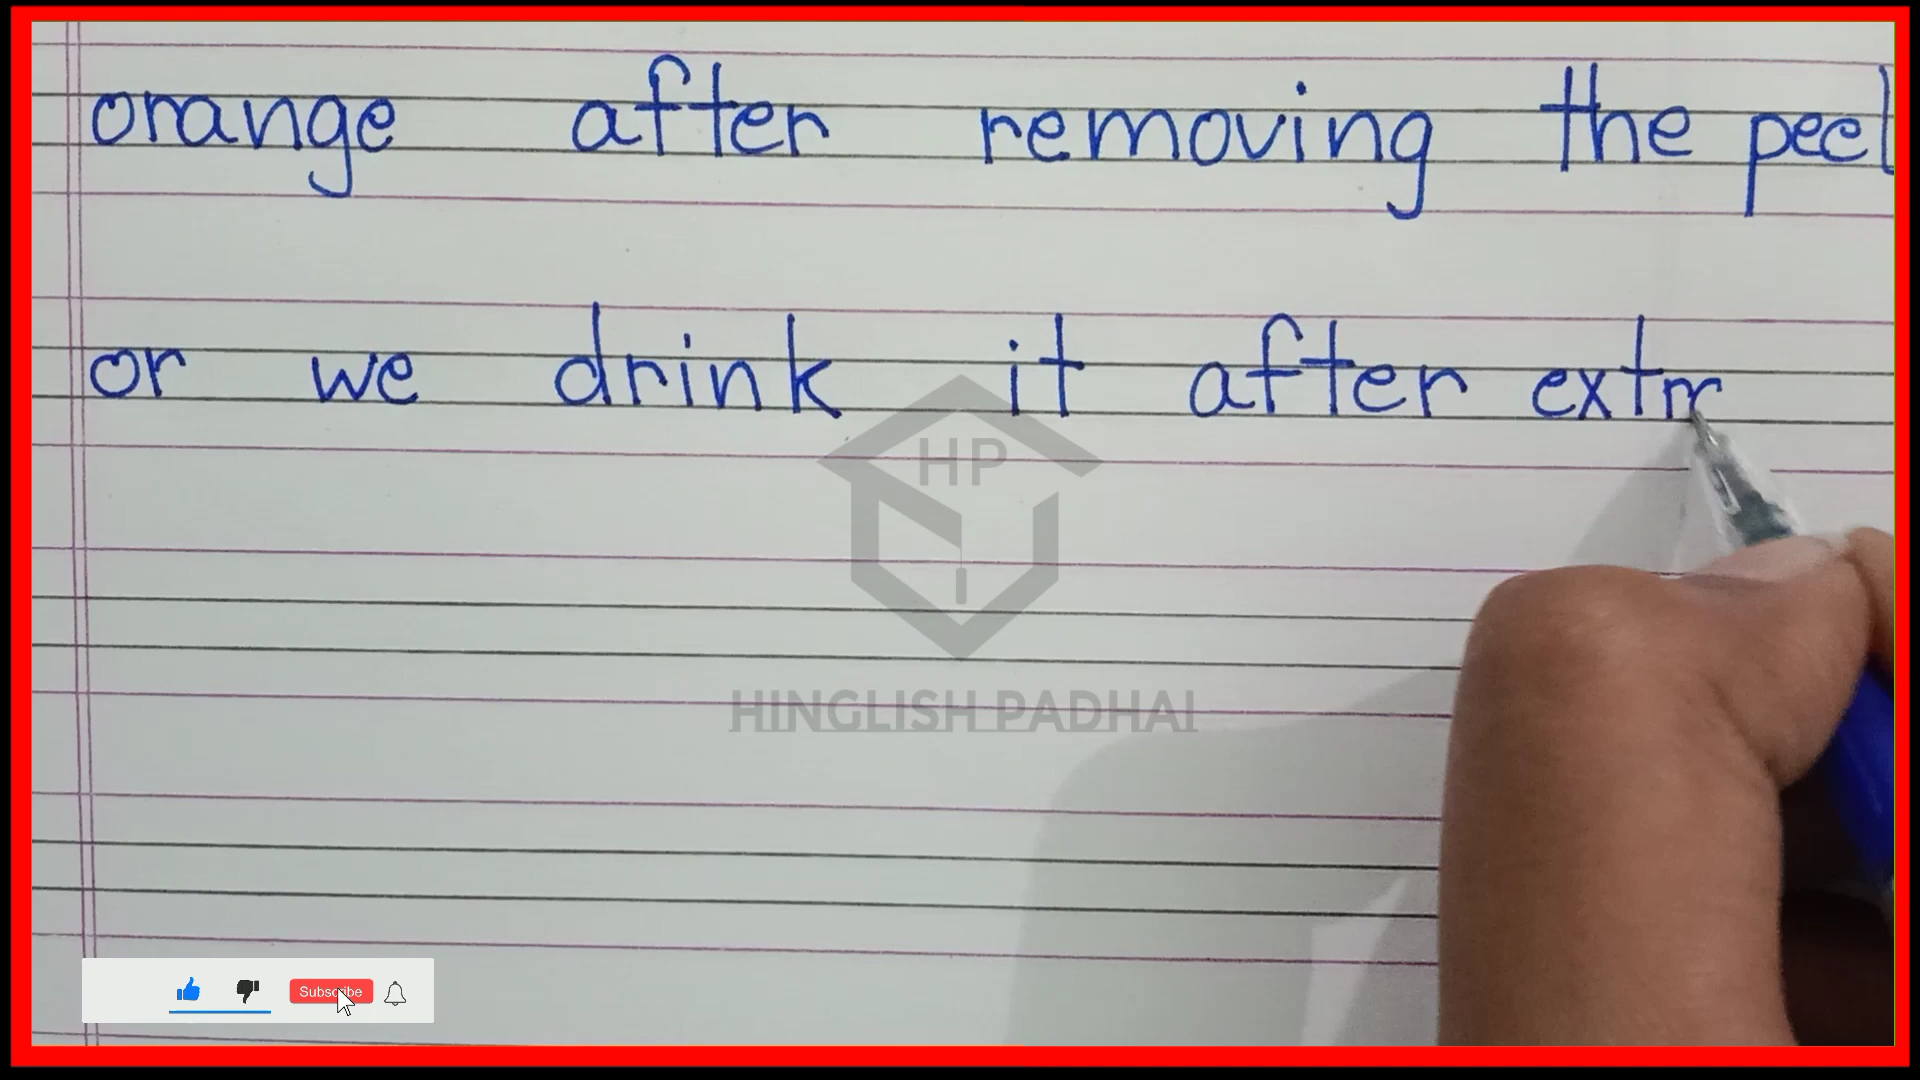 orange after removing the peel
or we drink it after extr
HP
HINGLISH PADHAI
Subscribe